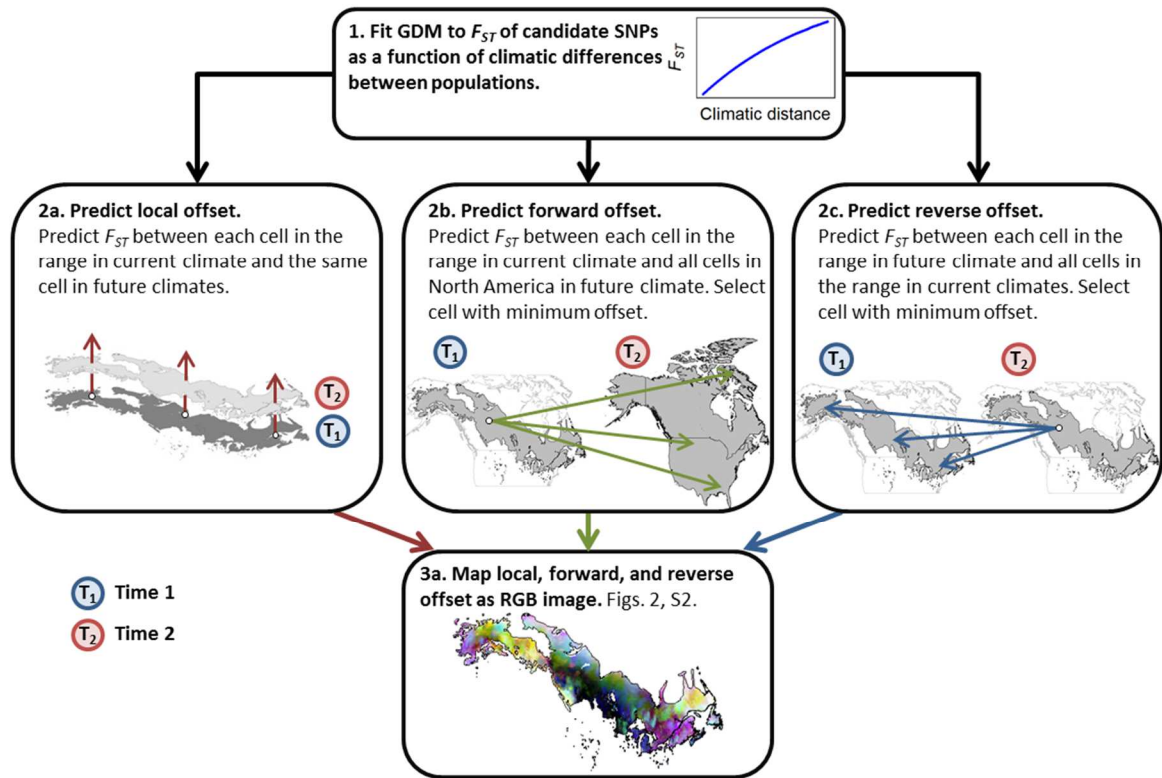 1. Fit GDM to FST of candidate SNPs
as a function of climatic differences
between populations.
FST
Climatic distance
2a. Predict local offset.
Predict FST between each cell in the
range in current climate and the same
cell in future climates.
T2
T1
2b. Predict forward offset.
Predict FST between each cell in the
range in current climate and all cells in
North America in future climate. Select
cell with minimum offset.
T1
T2
2c. Predict reverse offset.
Predict FST between each cell in the
range in future climate and all cells in
the range in current climates. Select
cell with minimum offset.
T1
T2
T1 Time 1
T2 Time 2
3a. Map local, forward, and reverse
offset as RGB image. Figs. 2, S2.